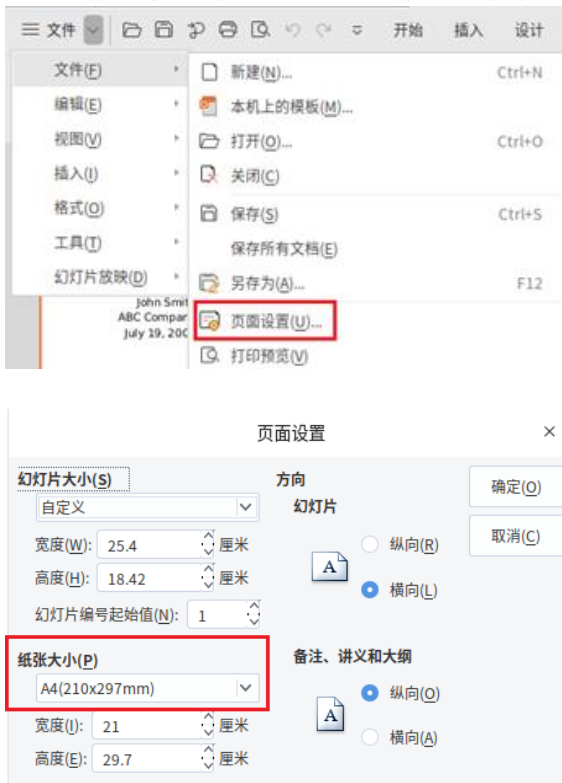 文件 开始 插入 设计
文件(F) 新建(N)... Ctrl+N
编辑(E) 本机上的模板(M)...
视图(V) 打开(O)... Ctrl+O
插入(I) 关闭(C)
格式(O) 保存(S) Ctrl+S
工具(T) 保存所有文档(E)
幻灯片放映(D) 另存为(A)... F12
John Smit
ABC Compar 页面设置(U)...
July 19, 200
打印预览(V)
页面设置
幻灯片大小(S) 方向 确定(O)
自定义 幻灯片
宽度(W): 25.4 厘米 纵向(R) 取消(C)
高度(H): 18.42 厘米 横向(L)
幻灯片编号起始值(N): 1
纸张大小(P) 备注、讲义和大纲
A4(210x297mm) 纵向(O)
宽度(I): 21 厘米
横向(A)
高度(E): 29.7 厘米